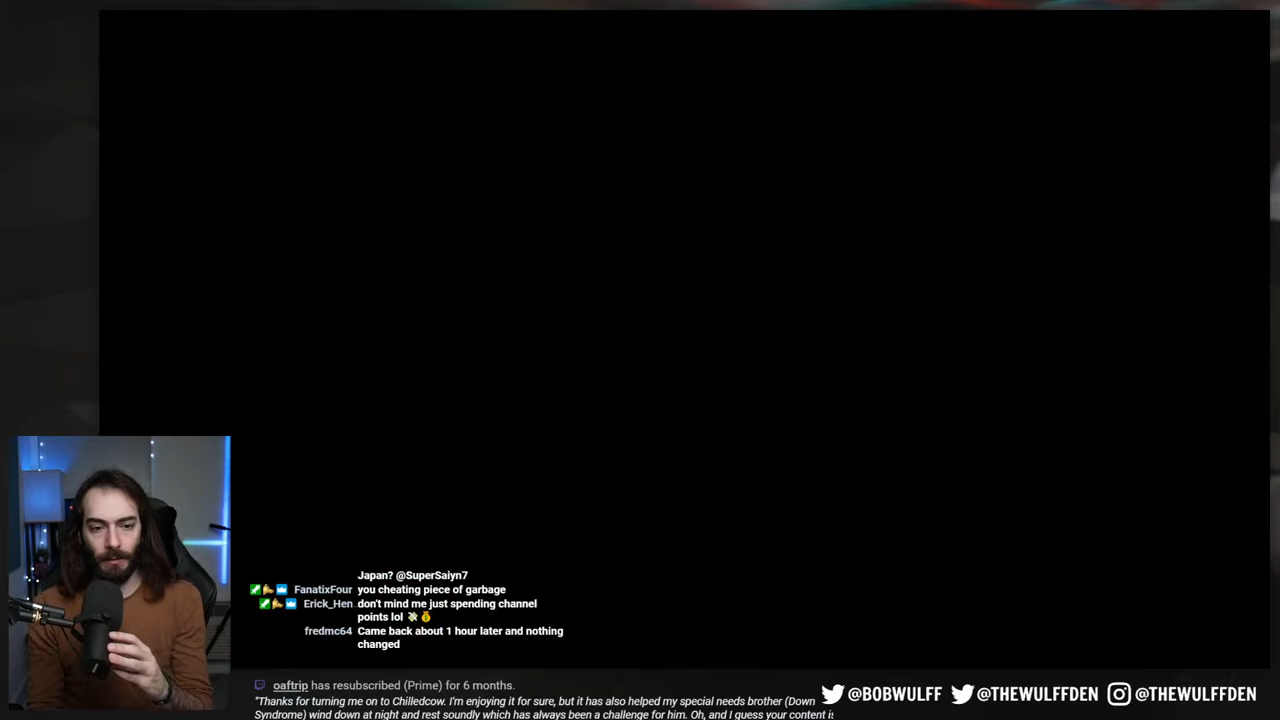 Japan? @SuperSaiyn7
FanatixFour you cheating piece of garbage
Erick_Hen don't mind me just spending channel
points lol 💸💰
fredmc64 Came back about 1 hour later and nothing
changed
oaftrip has resubscribed (Prime) for 6 months.
"Thanks for turning me on to Chilledcow. I'm enjoying it for sure, but it has also helped my special needs brother (Down
Syndrome) wind down at night and rest soundly which has always been a challenge for him. Oh, and I guess your content is
@BOBWULFF @THEWULFFDEN @THEWULFFDEN